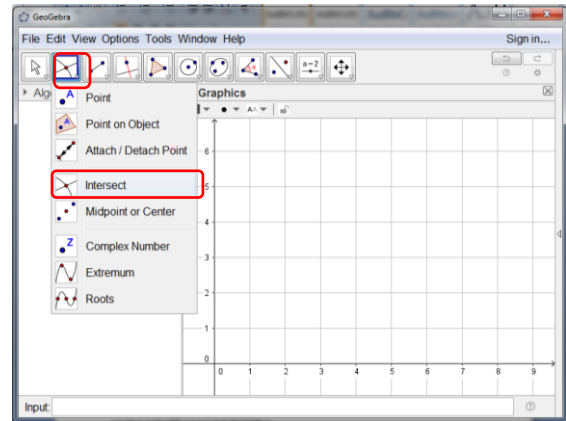 GeoGebra
File Edit View Options Tools Window Help Sign in...
a=2
Alg
Graphics
A Point
Point on Object
Attach / Detach Point
Intersect
Midpoint or Center
Z Complex Number
Extremum
Roots
6
5
4
3
2
1
0
0 1 2 3 4 5 6 7 8 9
Input: